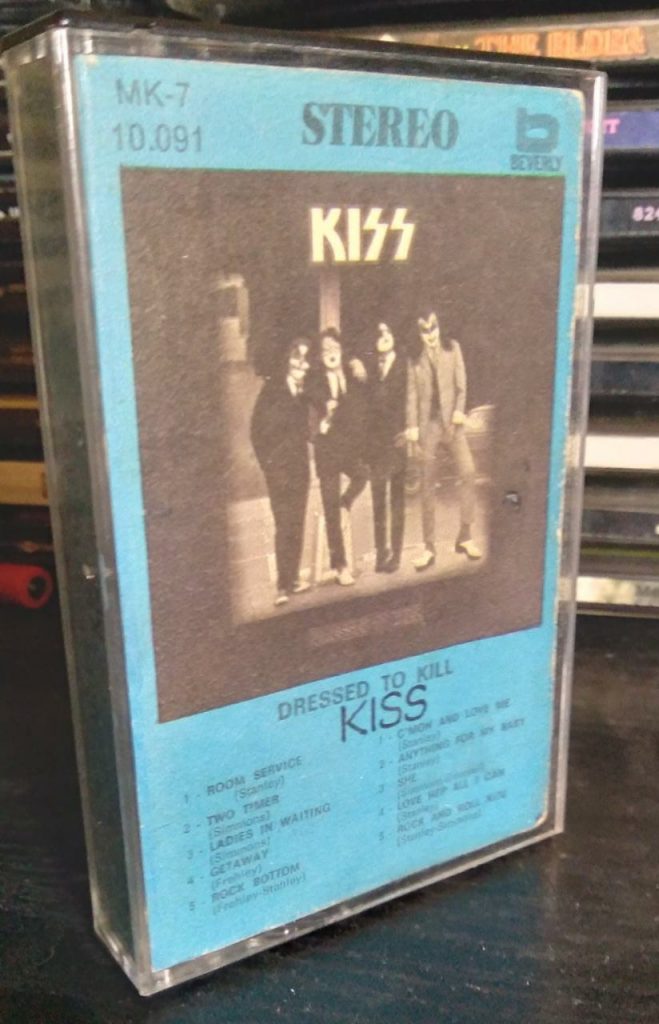 THE ELDER
MK-7
10.091
STEREO
b
BEVERLY
KISS
824
DRESSED TO KILL
KISS
1 - ROOM SERVICE
(Stanley)
2 - TWO TIMER
(Simmons)
3 - LADIES IN WAITING
(Simmons)
4 - GETAWAY
(Frehley)
5 - ROCK BOTTOM
(Frehley-Stanley)
1 - C'MON AND LOVE ME
(Stanley)
2 - ANYTHING FOR MY BABY
(Stanley)
3 SHE
4 LOVE HER ALL I CAN
(Stanley)
5 ROCK AND ROLL
(Stanley-Simmons)